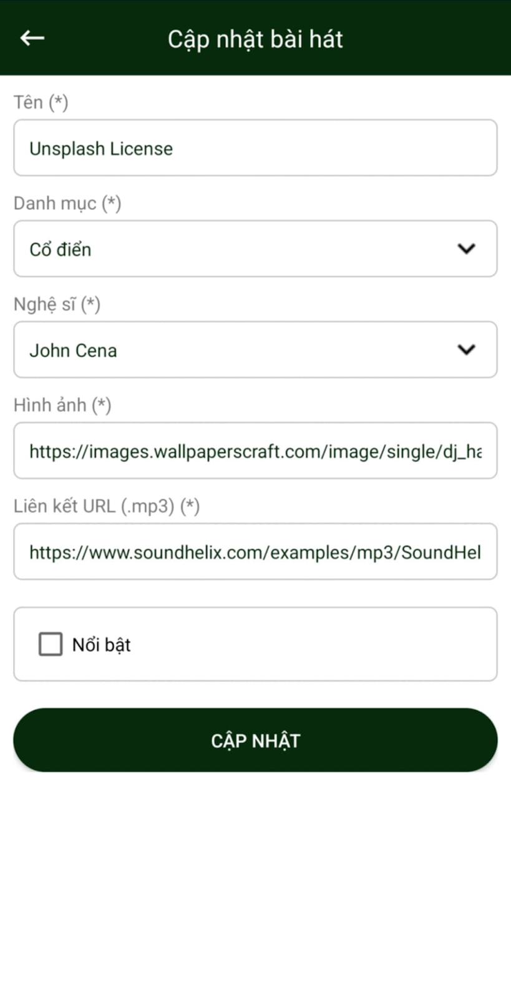 Cập nhật bài hát
Tên (*)
Unsplash License
Danh mục (*)
Cổ điển
Nghệ sĩ (*)
John Cena
Hình ảnh (*)
https://images.wallpaperscraft.com/image/single/dj_ha
Liên kết URL (.mp3) (*)
https://www.soundhelix.com/examples/mp3/SoundHel
Nổi bật
CẬP NHẬT